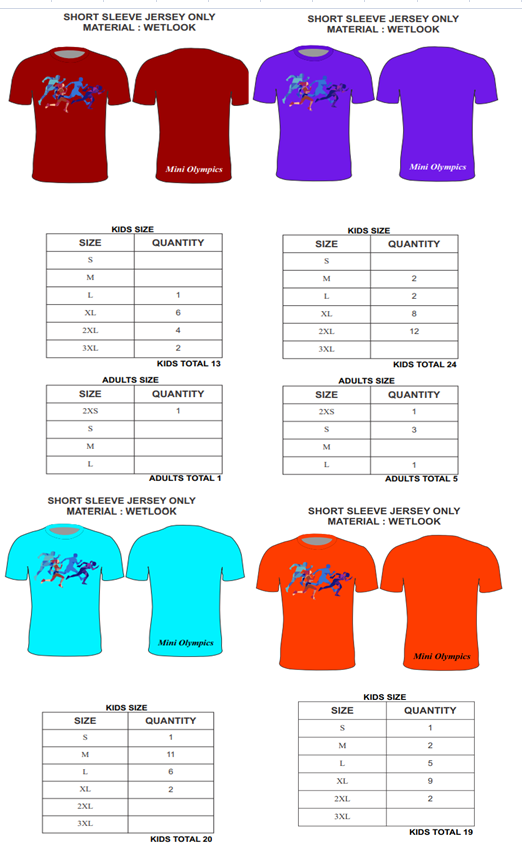 SHORT SLEEVE JERSEY ONLY
MATERIAL : WETLOOK
Mini Olympics
KIDS SIZE
SIZE QUANTITY
S
M
L 1
XL 6
2XL 4
3XL 2
KIDS TOTAL 13
ADULTS SIZE
SIZE QUANTITY
2XS 1
S
M
L
ADULTS TOTAL 1
SHORT SLEEVE JERSEY ONLY
MATERIAL : WETLOOK
Mini Olympics
KIDS SIZE
SIZE QUANTITY
S
M 2
L 2
XL 8
2XL 12
3XL
KIDS TOTAL 24
ADULTS SIZE
SIZE QUANTITY
2XS 1
S 3
M
L 1
ADULTS TOTAL 5
SHORT SLEEVE JERSEY ONLY
MATERIAL : WETLOOK
Mini Olympics
KIDS SIZE
SIZE QUANTITY
S 1
M 11
L 6
XL 2
2XL
3XL
KIDS TOTAL 20
SHORT SLEEVE JERSEY ONLY
MATERIAL : WETLOOK
Mini Olympics
KIDS SIZE
SIZE QUANTITY
S 1
M 2
L 5
XL 9
2XL 2
3XL
KIDS TOTAL 19